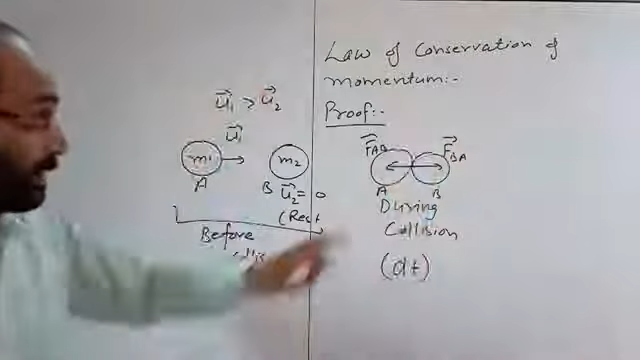 Law of Conservation of
momentum:-
Proof:-
u⃗₁ > u⃗₂
u⃗₁
m₁
A
m₂
B
u⃗₂ = 0
(Rest
Before
F⃗AB
F⃗BA
A
B
During
Collision
(dt)